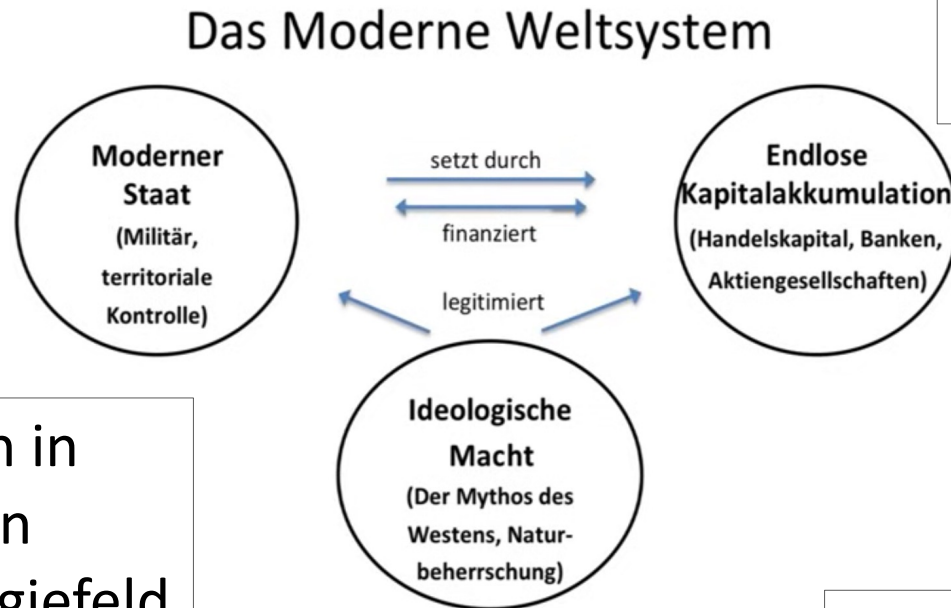 Das Moderne Weltsystem
Moderner
Staat
(Militär,
territoriale
Kontrolle)
setzt durch
finanziert
legitimiert
Endlose
Kapitalakkumulation
(Handelskapital, Banken,
Aktiengesellschaften)
Ideologische
Macht
(Der Mythos des
Westens, Natur-
beherrschung)
in